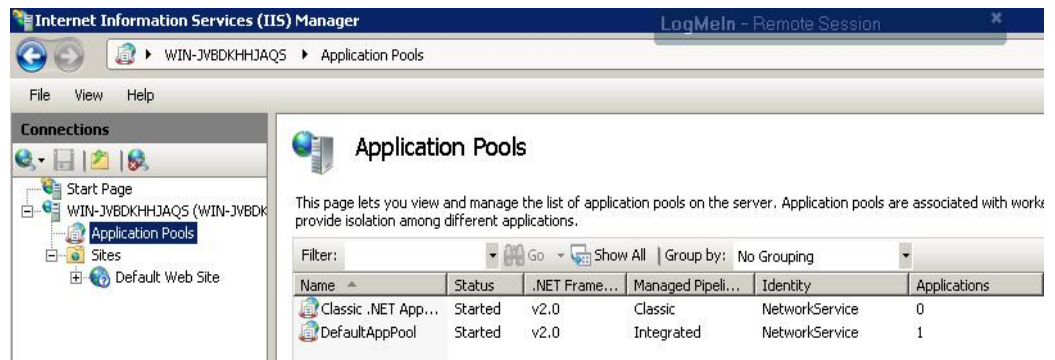 Internet Information Services (IIS) Manager
LogMeIn - Remote Session
WIN-JVBDKHHJAQ5 Application Pools
File View Help
Connections
Start Page
WIN-JVBDKHHJAQ5 (WIN-JVBDK
Application Pools
Sites
Default Web Site
Application Pools
This page lets you view and manage the list of application pools on the server. Application pools are associated with worke
provide isolation among different applications.
Filter: Go Show All Group by: No Grouping
Name Status .NET Frame... Managed Pipeli... Identity Applications
Classic .NET App... Started v2.0 Classic NetworkService 0
DefaultAppPool Started v2.0 Integrated NetworkService 1